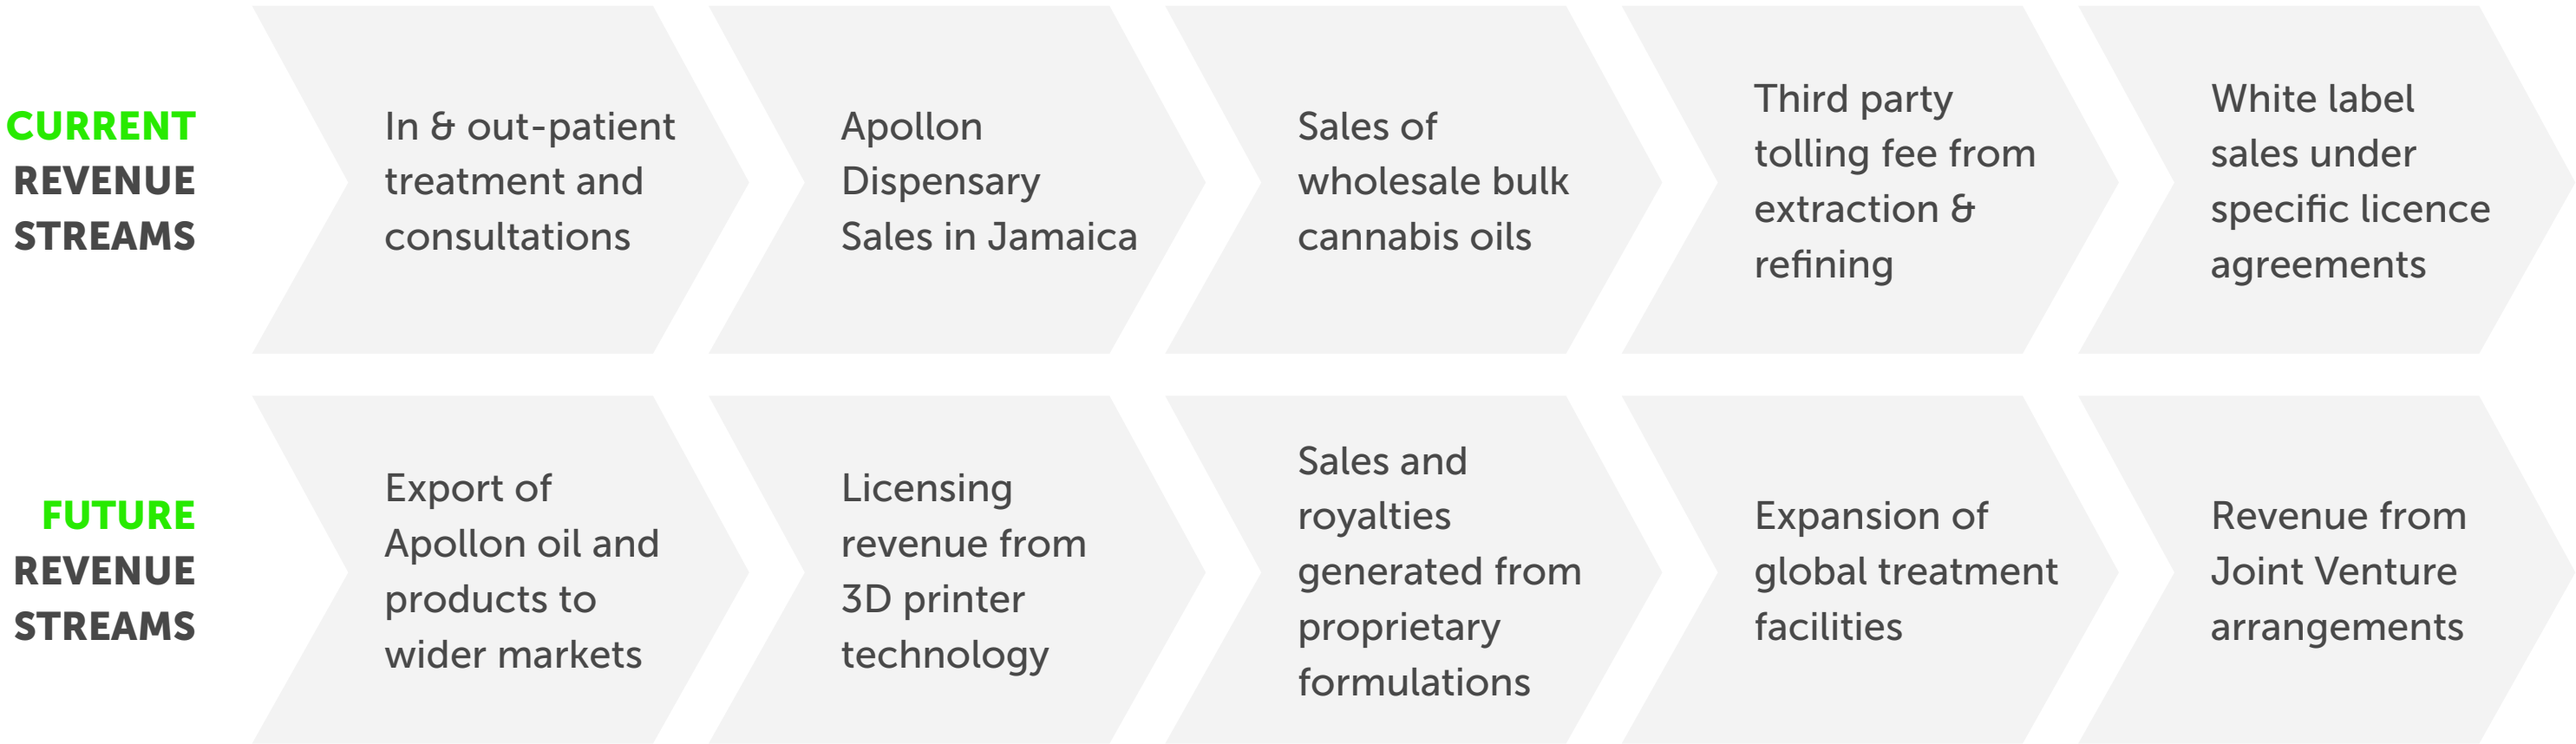 CURRENT
REVENUE
STREAMS
In & out-patient
treatment and
consultations
Apollon
Dispensary
Sales in Jamaica
Sales of
wholesale bulk
cannabis oils
Third party
tolling fee from
extraction &
refining
White label
sales under
specific licence
agreements
FUTURE
REVENUE
STREAMS
Export of
Apollon oil and
products to
wider markets
Licensing
revenue from
3D printer
technology
Sales and
royalties
generated from
proprietary
formulations
Expansion of
global treatment
facilities
Revenue from
Joint Venture
arrangements